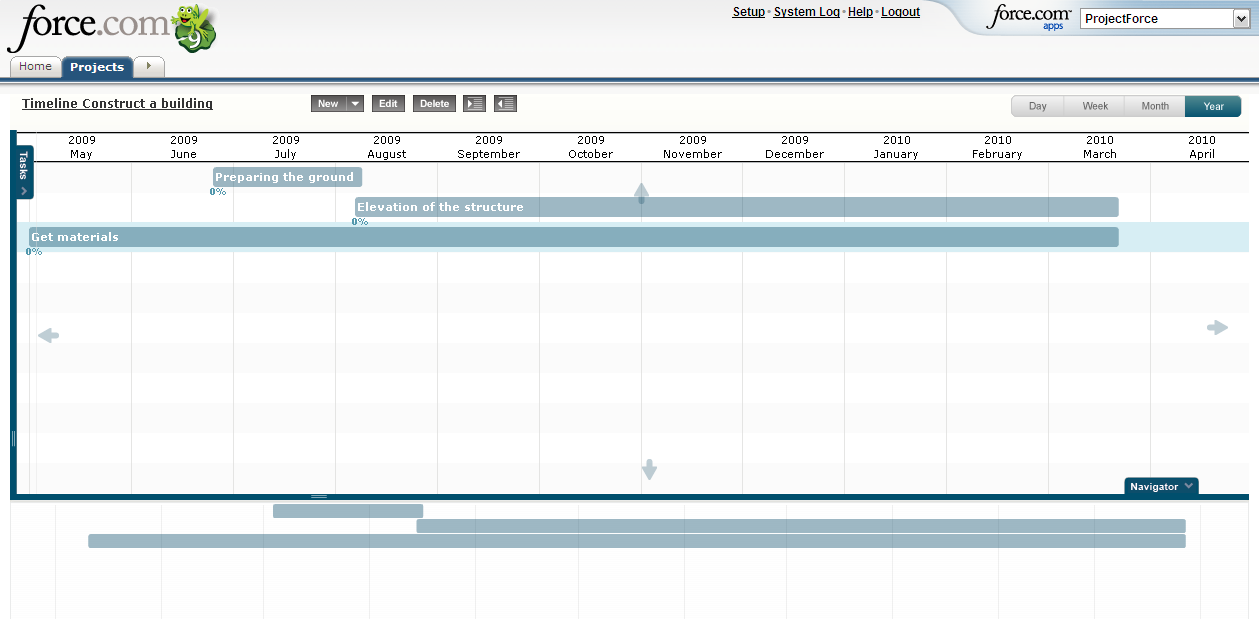 force.com
9
Setup • System Log • Help • Logout
force.com™
apps
ProjectForce
Home
Projects
Timeline Construct a building
New
Edit
Delete
Day
Week
Month
Year
2009 2009 2009 2009 2009 2009 2009 2009 2010 2010 2010 2010
May June July August September October November December January February March April
Tasks
Preparing the ground
0%
Elevation of the structure
0%
Get materials
0%
Navigator